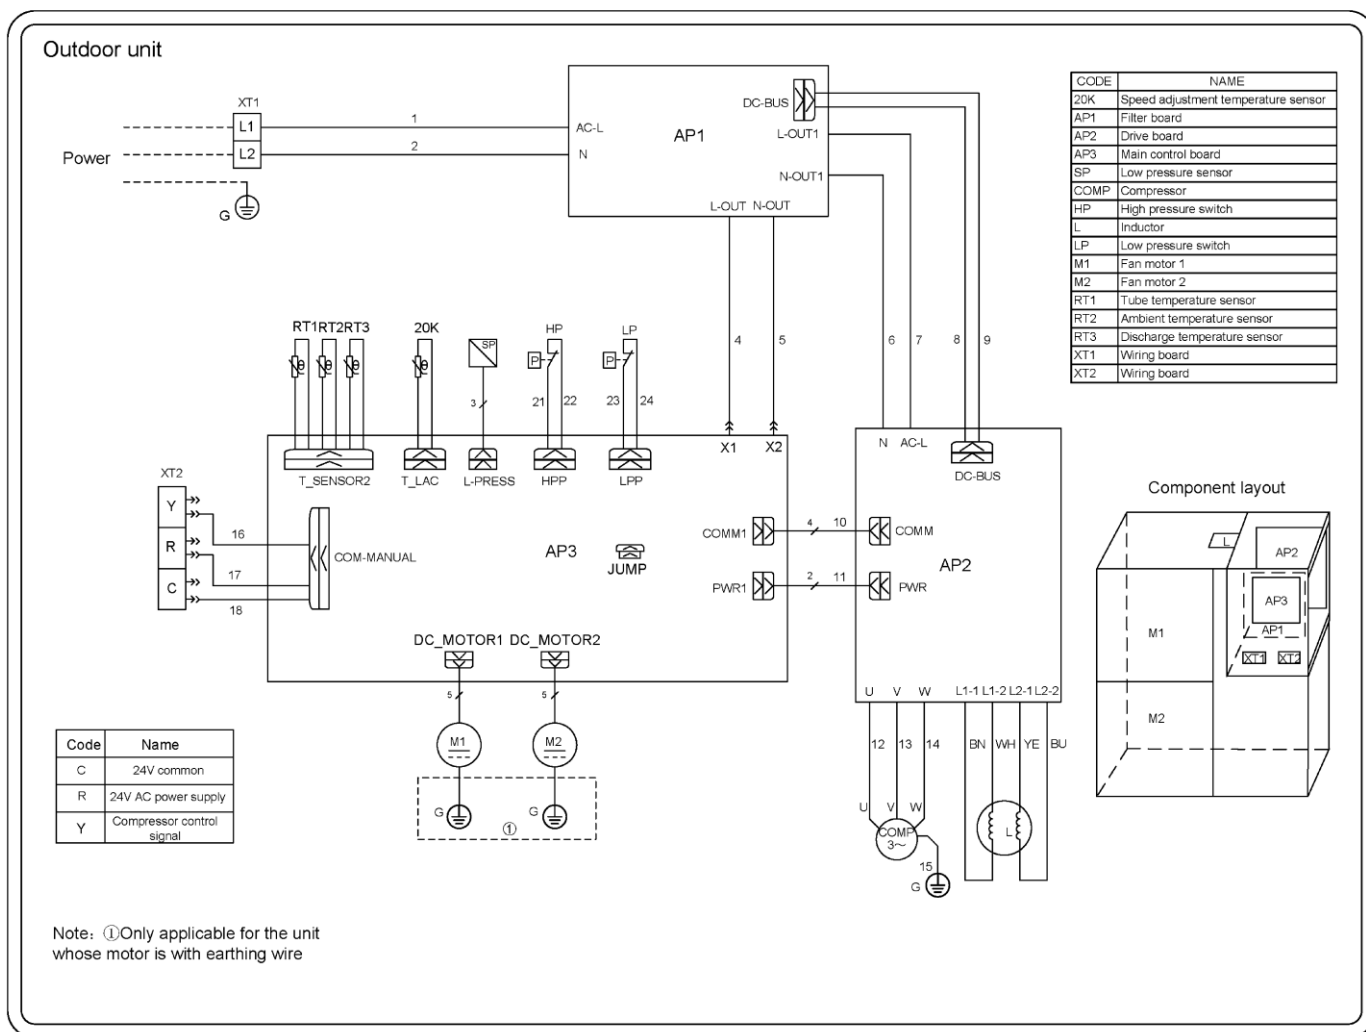 Outdoor unit
XT1
L1
L2
Power
G
1
2
AC-L
N
AP1
DC-BUS
L-OUT1
N-OUT1
L-OUT N-OUT
CODE NAME
20K Speed adjustment temperature sensor
AP1 Filter board
AP2 Drive board
AP3 Main control board
SP Low pressure sensor
COMP Compressor
HP High pressure switch
L Inductor
LP Low pressure switch
M1 Fan motor 1
M2 Fan motor 2
RT1 Tube temperature sensor
RT2 Ambient temperature sensor
RT3 Discharge temperature sensor
XT1 Wiring board
XT2 Wiring board
RT1 RT2 RT3
20K
SP
HP
LP
P
P
θ θ θ θ
3
21 22
23 24
4 5
6 7 8 9
T_SENSOR2
T_LAC
L-PRESS
HPP
LPP
X1 X2
N AC-L
DC-BUS
XT2
Y
R
C
16
17
18
COM-MANUAL
AP3
JUMP
COMM1
4 10
COMM
PWR1
2 11
PWR
AP2
DC_MOTOR1 DC_MOTOR2
5 5
M1 M2
G G
①
U V W L1-1 L1-2 L2-1 L2-2
12 13 14 BN WH YE BU
U V W
COMP
3～
L
15
G
Component layout
L
AP2
AP3
AP1
XT1 XT2
M1
M2
Code Name
C 24V common
R 24V AC power supply
Y Compressor control
signal
Note: ①Only applicable for the unit
whose motor is with earthing wire